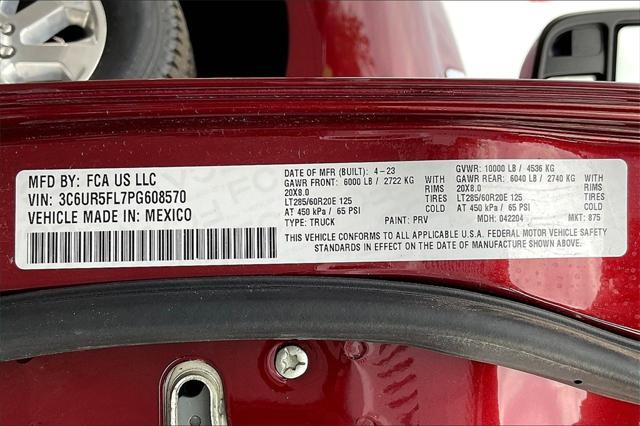 MFD BY: FCA US LLC
VIN: 3C6UR5FL7PG608570
VEHICLE MADE IN: MEXICO
DATE OF MFR (BUILT): 4-23
GAWR FRONT: 6000 LB / 2722 KG WITH
20X8.0 RIMS
LT285/60R20E 125 TIRES
AT 450 kPa / 65 PSI COLD
TYPE: TRUCK PAINT: PRV
GVWR: 10000 LB / 4536 KG
GAWR REAR: 6040 LB / 2740 KG WITH
20X8.0 RIMS
LT285/60R20E 125 TIRES
AT 450 kPa / 65 PSI COLD
MDH: 042204 MKT: 875
THIS VEHICLE CONFORMS TO ALL APPLICABLE U.S.A. FEDERAL MOTOR VEHICLE SAFETY
STANDARDS IN EFFECT ON THE DATE OF MANUFACTURE SHOWN ABOVE.